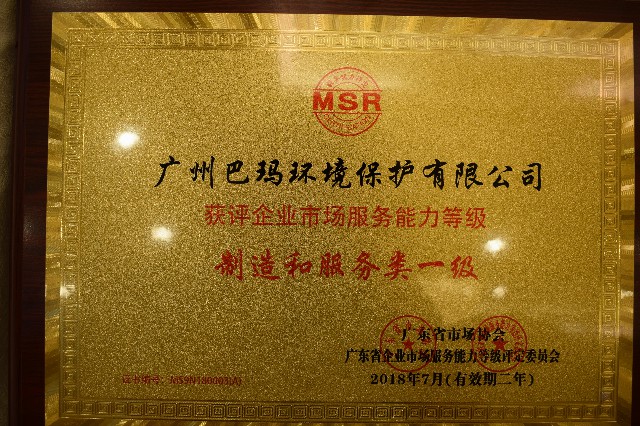 MSR
广州巴玛环境保护有限公司
获评企业市场服务能力等级
制造和服务类一级
广东省市场协会
广东省企业市场服务能力等级评定委员会
2018年7月(有效期二年)